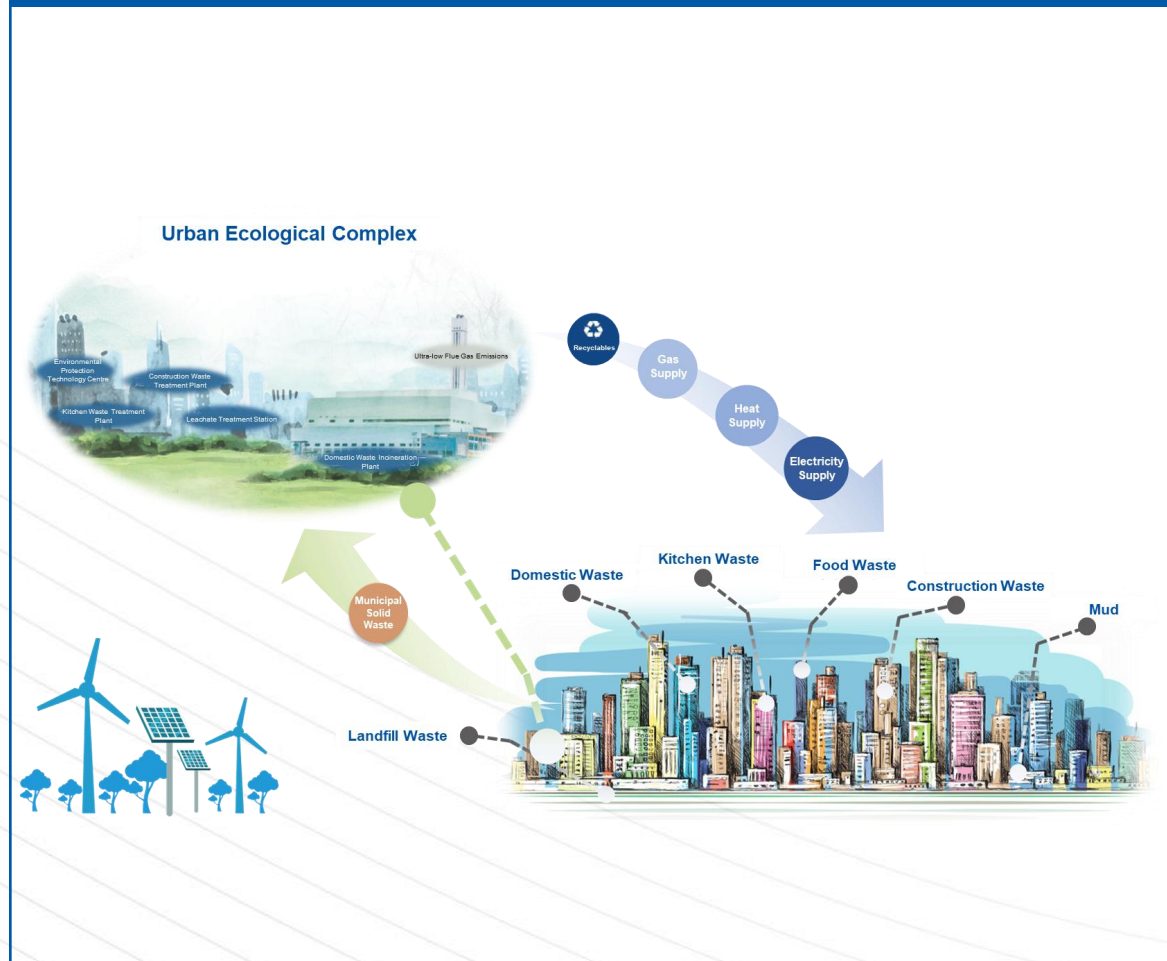 Urban Ecological Complex
Ultra-low Flue Gas Emissions
Environmental
Protection
Technology Centre
Construction Waste
Treatment Plant
Kitchen Waste Treatment
Plant
Leachate Treatment Station
Domestic Waste Incineration
Plant
Recyclables
Gas
Supply
Heat
Supply
Electricity
Supply
Municipal
Solid
Waste
Domestic Waste
Kitchen Waste
Food Waste
Construction Waste
Mud
Landfill Waste